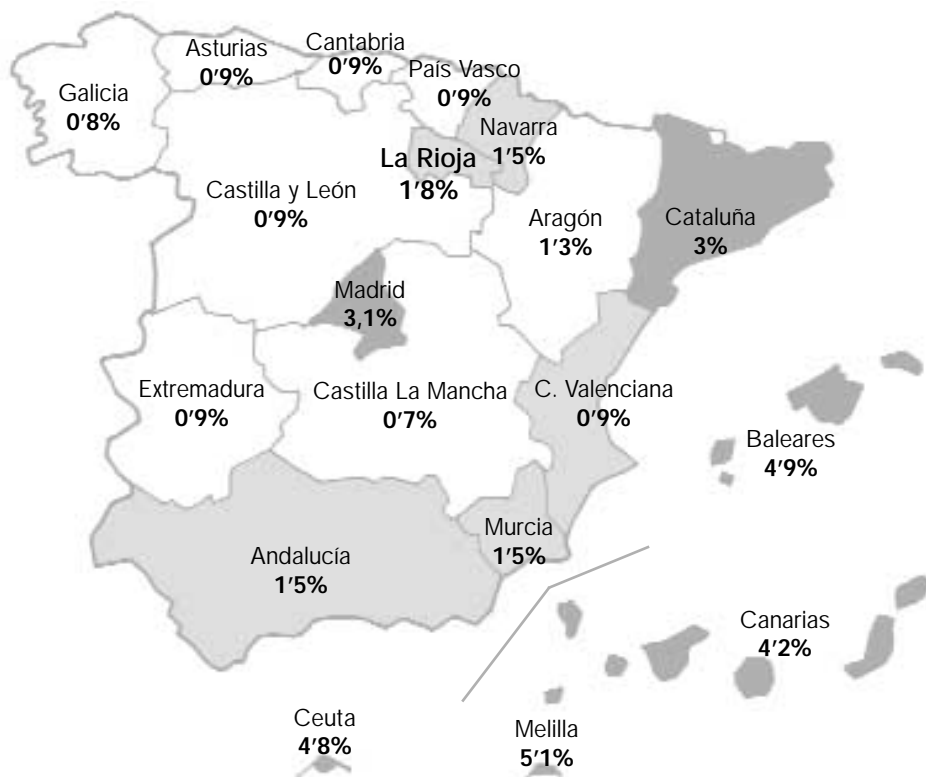 Asturias
0'9%
Cantabria
0'9%
País Vasco
0'9%
Galicia
0'8%
Navarra
1'5%
La Rioja
1'8%
Castilla y León
0'9%
Aragón
1'3%
Cataluña
3%
Madrid
3,1%
Extremadura
0'9%
Castilla La Mancha
0'7%
C. Valenciana
0'9%
Baleares
4'9%
Murcia
1'5%
Andalucía
1'5%
Canarias
4'2%
Ceuta
4'8%
Melilla
5'1%